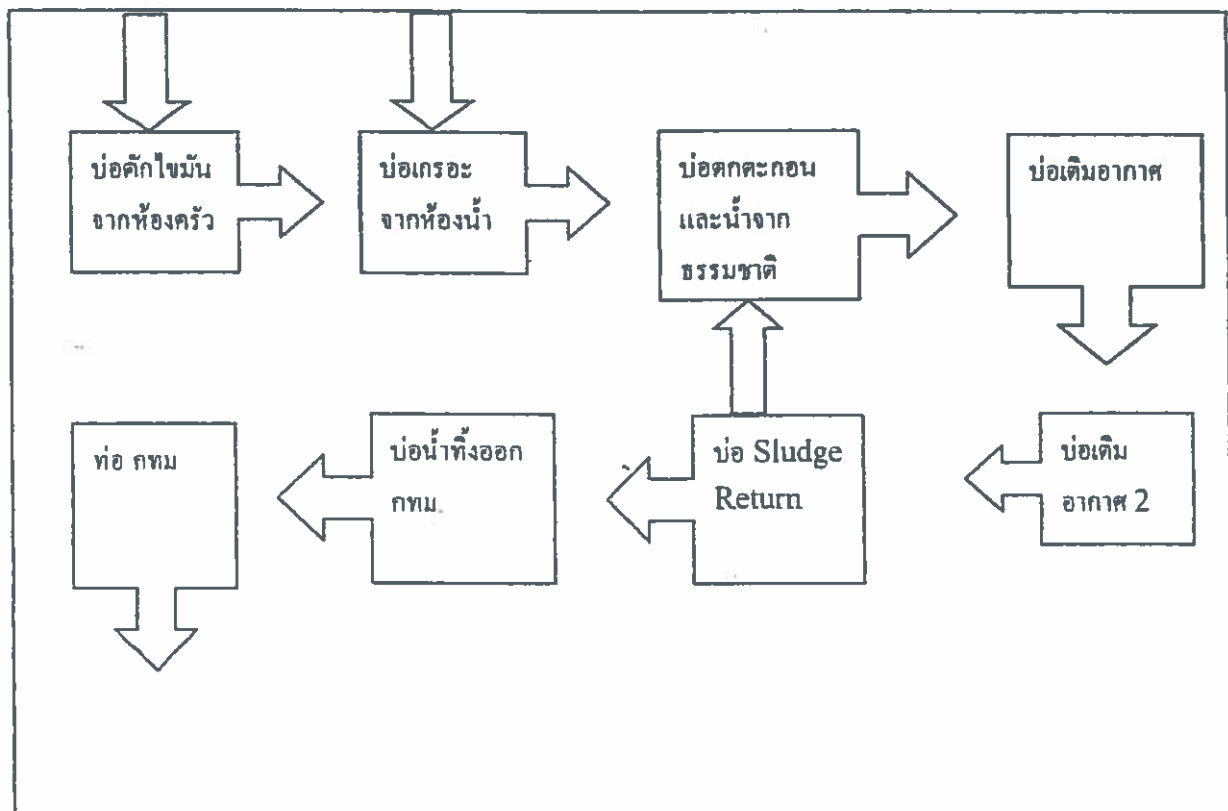 บ่อดักไขมัน
จากห้องครัว
บ่อเกรอะ
จากห้องน้ำ
บ่อตกตะกอน
และน้ำจาก
ธรรมชาติ
บ่อเติมอากาศ
ท่อ กทม
บ่อน้ำทิ้งออก
กทม.
บ่อ Sludge
Return
บ่อเติม
อากาศ 2